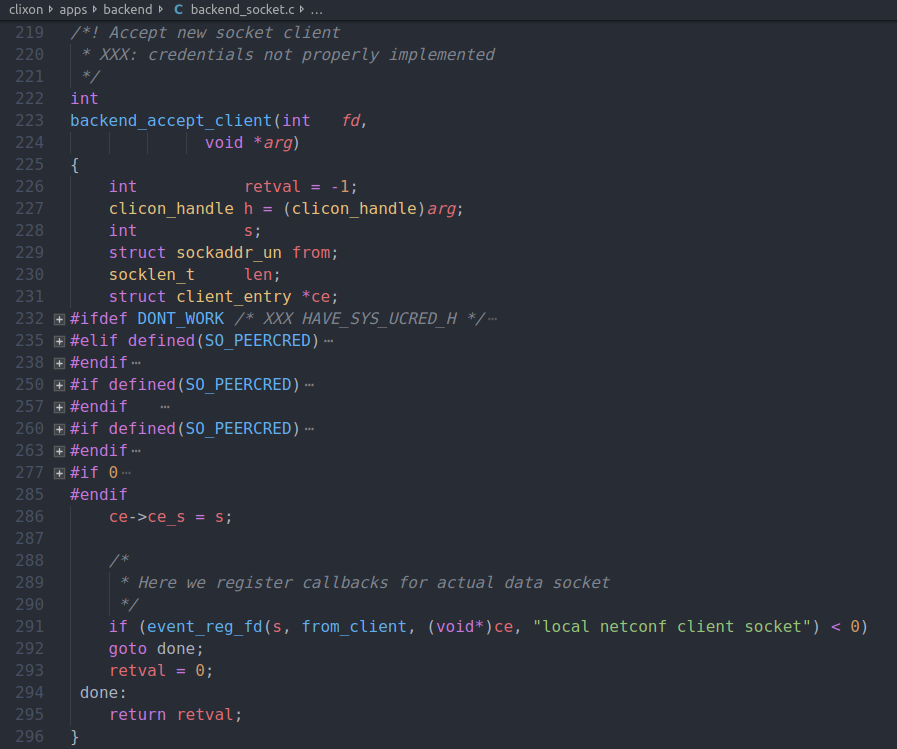 clixon › apps › backend › C backend_socket.c › ...
219 /*! Accept new socket client
220  * XXX: credentials not properly implemented
221  */
222 int
223 backend_accept_client(int   fd,
224               void *arg)
225 {
226     int           retval = -1;
227     clicon_handle h = (clicon_handle)arg;
228     int           s;
229     struct sockaddr_un from;
230     socklen_t     len;
231     struct client_entry *ce;
232 #ifdef DONT_WORK /* XXX HAVE_SYS_UCRED_H */⋯
235 #elif defined(SO_PEERCRED)⋯
238 #endif⋯
250 #if defined(SO_PEERCRED)⋯
257 #endif   ⋯
260 #if defined(SO_PEERCRED)⋯
263 #endif⋯
277 #if 0⋯
285 #endif
286     ce->ce_s = s;
287
288     /*
289      * Here we register callbacks for actual data socket
290      */
291     if (event_reg_fd(s, from_client, (void*)ce, "local netconf client socket") < 0)
292     goto done;
293     retval = 0;
294  done:
295     return retval;
296 }